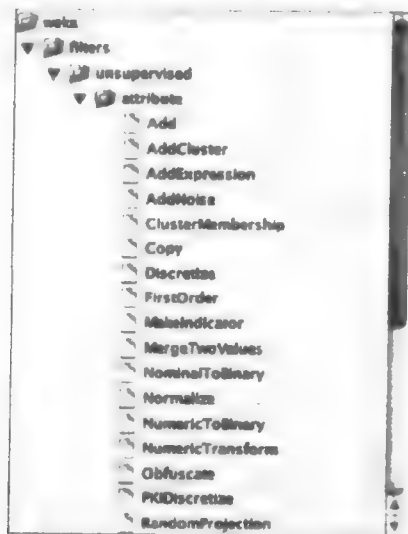 weka
filters
unsupervised
attribute
Add
AddCluster
AddExpression
AddNoise
ClusterMembership
Copy
Discretize
FirstOrder
MakeIndicator
MergeTwoValues
NominalToBinary
Normalize
NumericToBinary
NumericTransform
Obfuscate
PKIDiscretize
RandomProjection